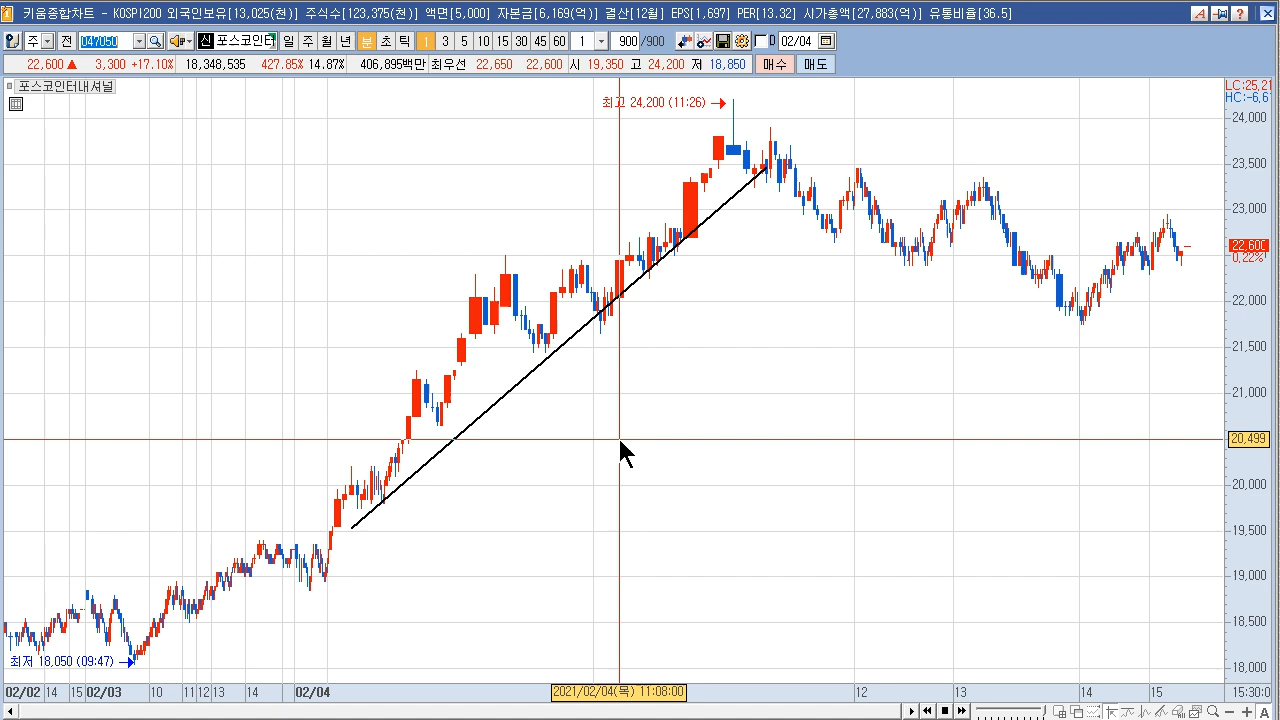 키움종합차트 - KOSPI200 외국인보유[13,025(천)] 주식수[123,375(천)] 액면[5,000] 자본금[6,169(억)] 결산[12월] EPS[1,697] PER[13.32] 시가총액[27,883(억)] 유통비율[36.5]
주 전 047050 신 포스코인터 일 주 월 년 분 초 틱 1 3 5 10 15 30 45 60 1 900 /900 D 02/04
22,600 ▲ 3,300 +17.10% 18,348,535 427.85% 14.87% 406,895백만 최우선 22,650 22,600 시 19,350 고 24,200 저 18,850 매수 매도
포스코인터내셔널
LC:25,21
HC:-6,61
최고 24,200 (11:26)
24,000
23,500
23,000
22,600
0.22%
22,000
21,500
21,000
20,499
20,000
19,500
19,000
18,500
최저 18,050 (09:47)
18,000
02/02 14 15 02/03 10 11 12 13 14 02/04 2021/02/04(목) 11:08:00 12 13 14 15 15:30:0